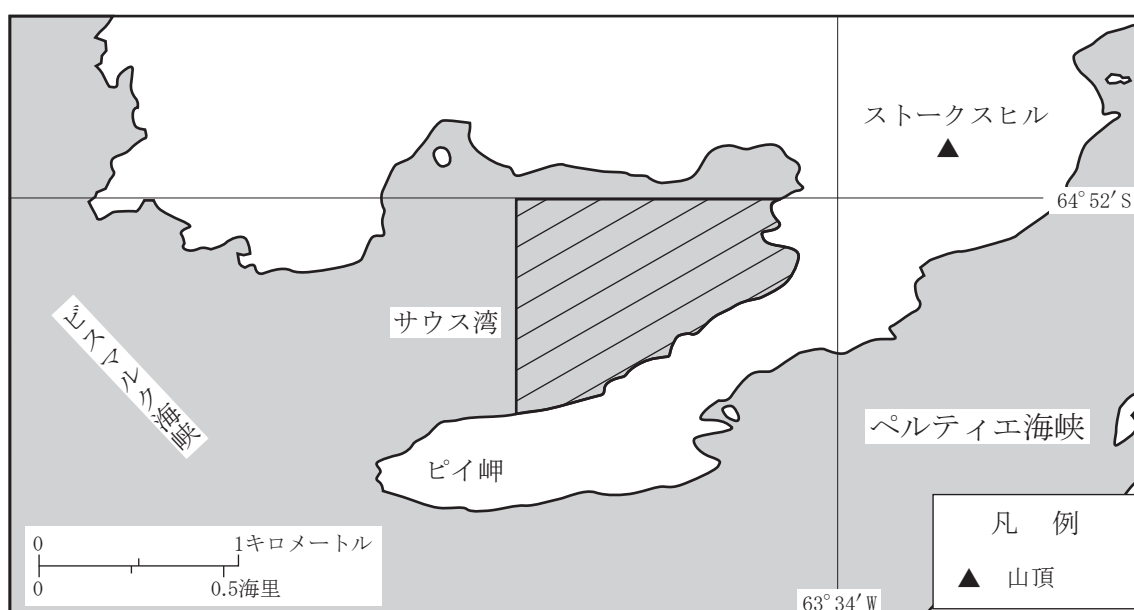 ストークスヒル
64°52′S
サウス湾
ビスマルク海峡
ペルティエ海峡
ピイ岬
凡 例
山頂
0 1キロメートル
0 0.5海里
63°34′W